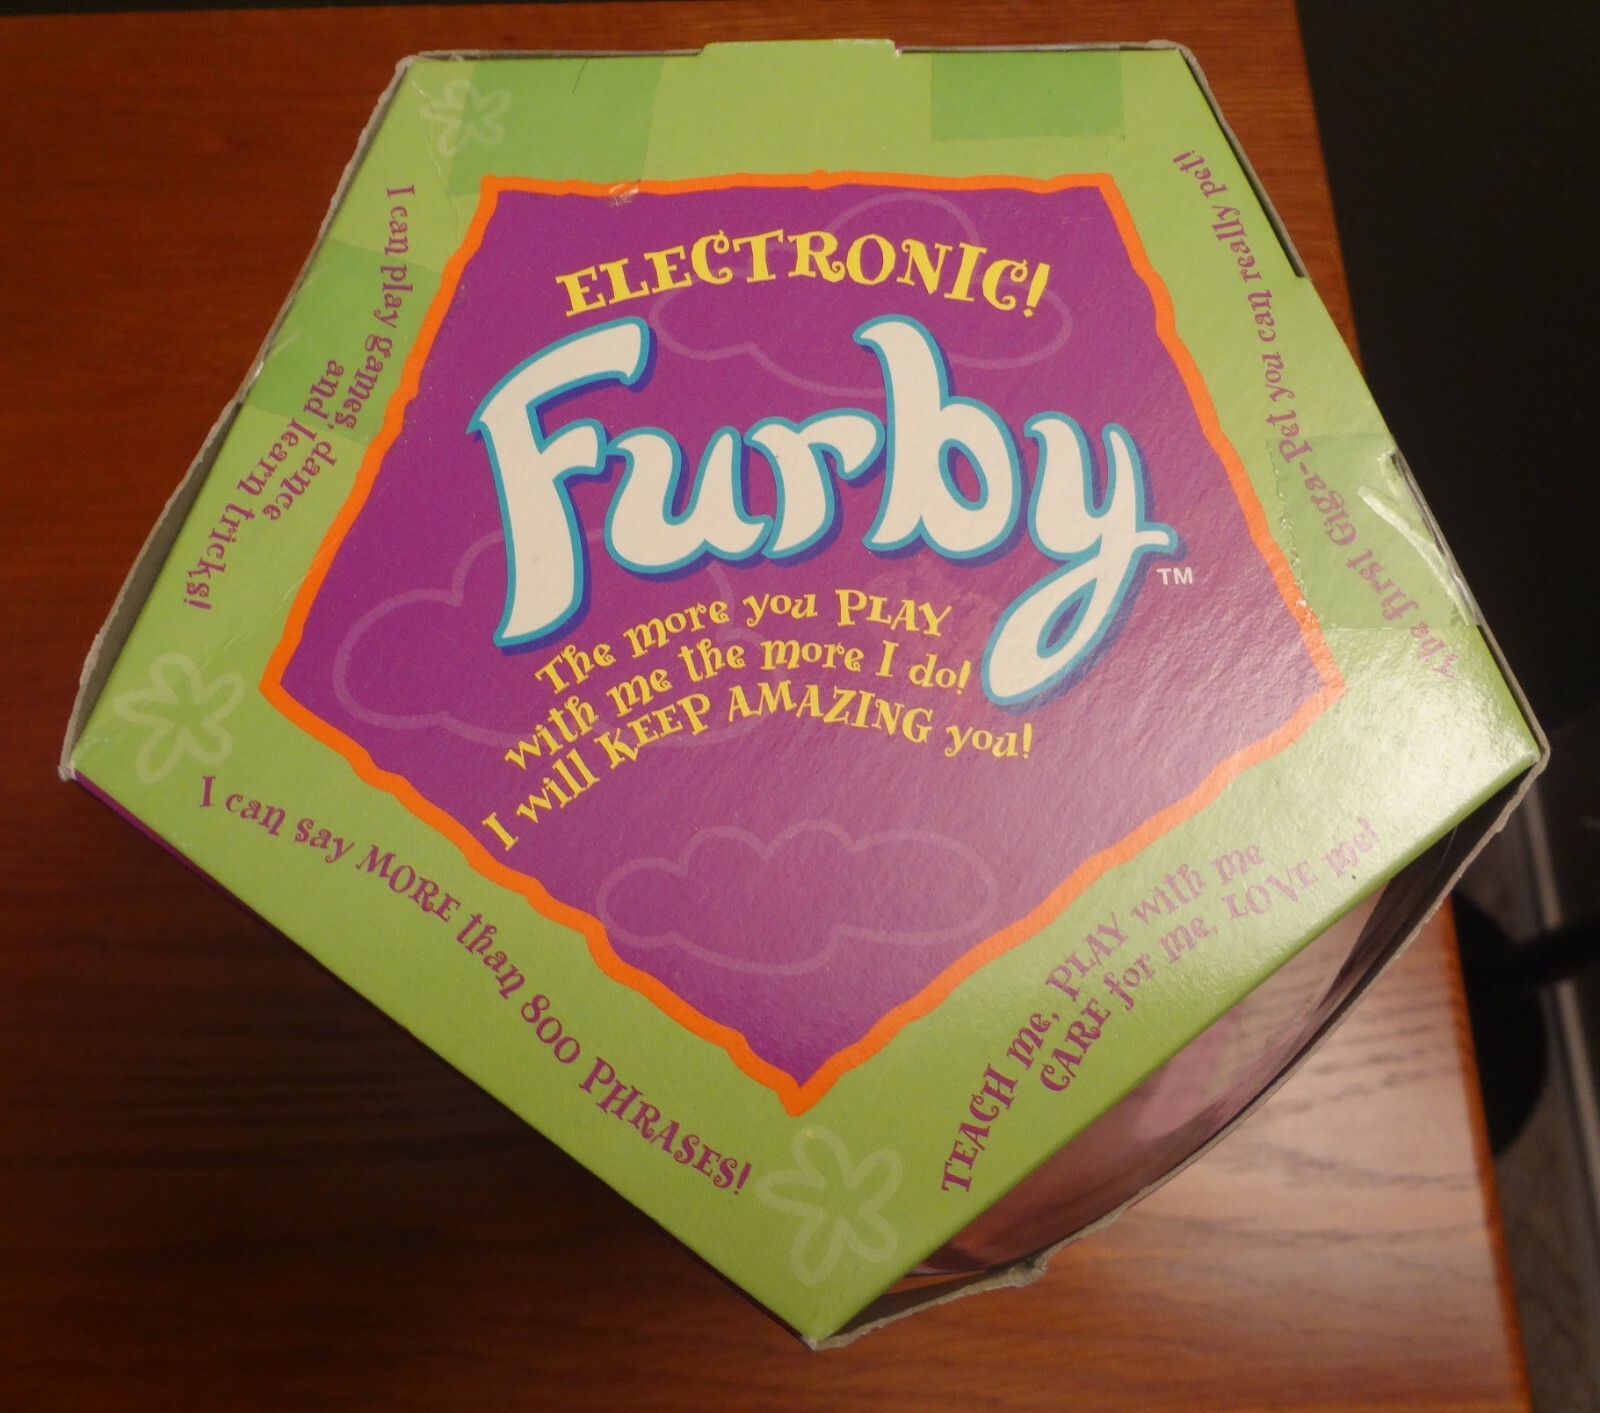 ELECTRONIC!
Furby
TM
The more you PLAY
with me the more I do!
I will KEEP AMAZING you!
I can play games, dance
and learn tricks!
The first Giga-Pet you can really pet!
I can say MORE than 800 PHRASES!
TEACH me, PLAY with me
CARE for me, LOVE me!